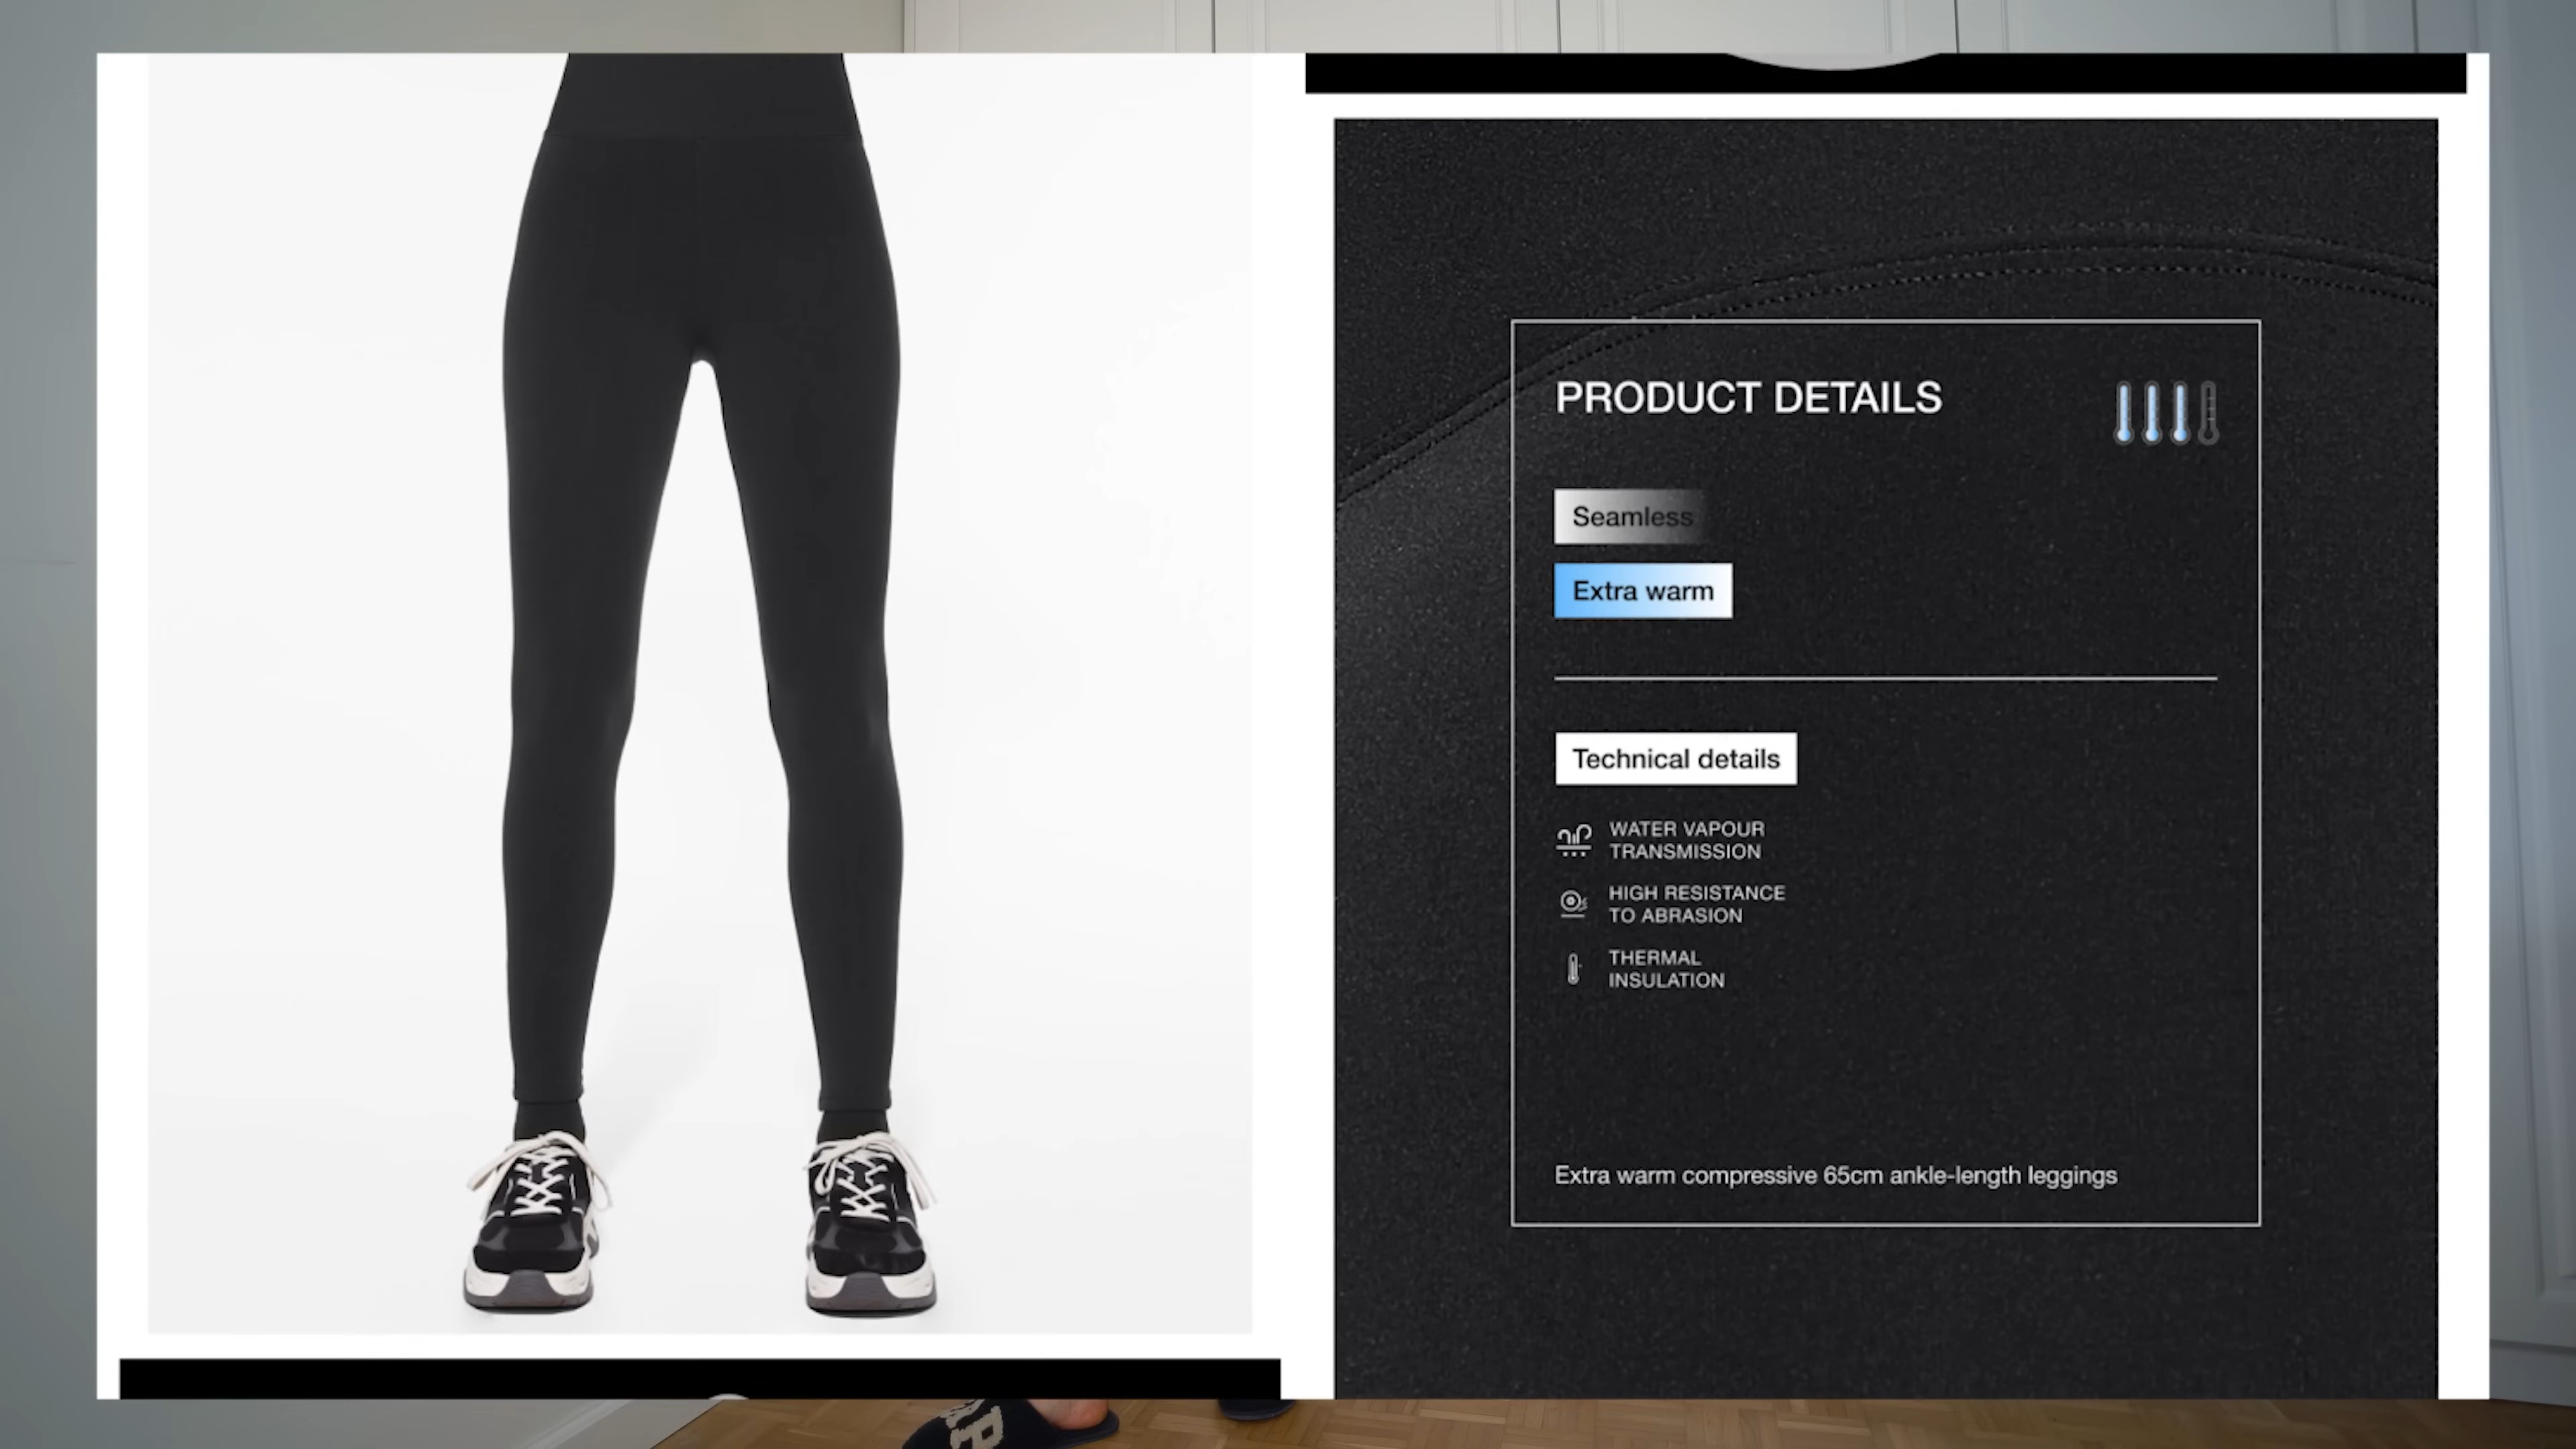 PRODUCT DETAILS
Seamless
Extra warm
Technical details
WATER VAPOUR
TRANSMISSION
HIGH RESISTANCE
TO ABRASION
THERMAL
INSULATION
Extra warm compressive 65cm ankle-length leggings